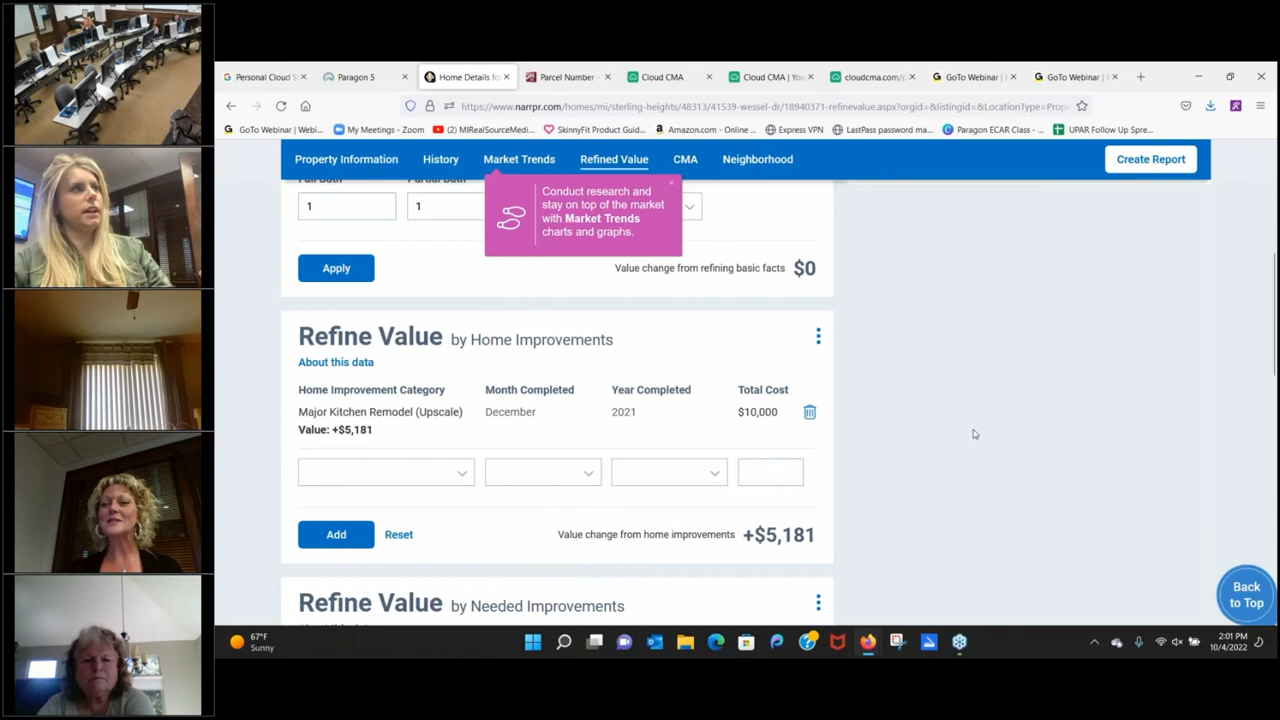 Personal Cloud S
Paragon 5
Home Details fo
Parcel Number -
Cloud CMA
Cloud CMA | You
cloudcma.com/p
GoTo Webinar |
GoTo Webinar |
https://www.narrpr.com/homes/mi/sterling-heights/48313/41539-wessel-dr/18940371-refinevalue.aspx?orgid=&listingid=&LocationType=Prope
GoTo Webinar | Webi...
My Meetings - Zoom
(2) MIRealSourceMedi...
SkinnyFit Product Guid...
Amazon.com - Online ...
Express VPN
LastPass password ma...
Paragon ECAR Class - ...
UPAR Follow Up Spre...
Property Information
History
Market Trends
Refined Value
CMA
Neighborhood
Create Report
Conduct research and
stay on top of the market
with Market Trends
charts and graphs.
1
1
Apply
Value change from refining basic facts $0
Refine Value by Home Improvements
About this data
Home Improvement Category
Month Completed
Year Completed
Total Cost
Major Kitchen Remodel (Upscale)
December
2021
$10,000
Value: +$5,181
Add
Reset
Value change from home improvements +$5,181
Refine Value by Needed Improvements
Back
to Top
67°F
Sunny
2:01 PM
10/4/2022